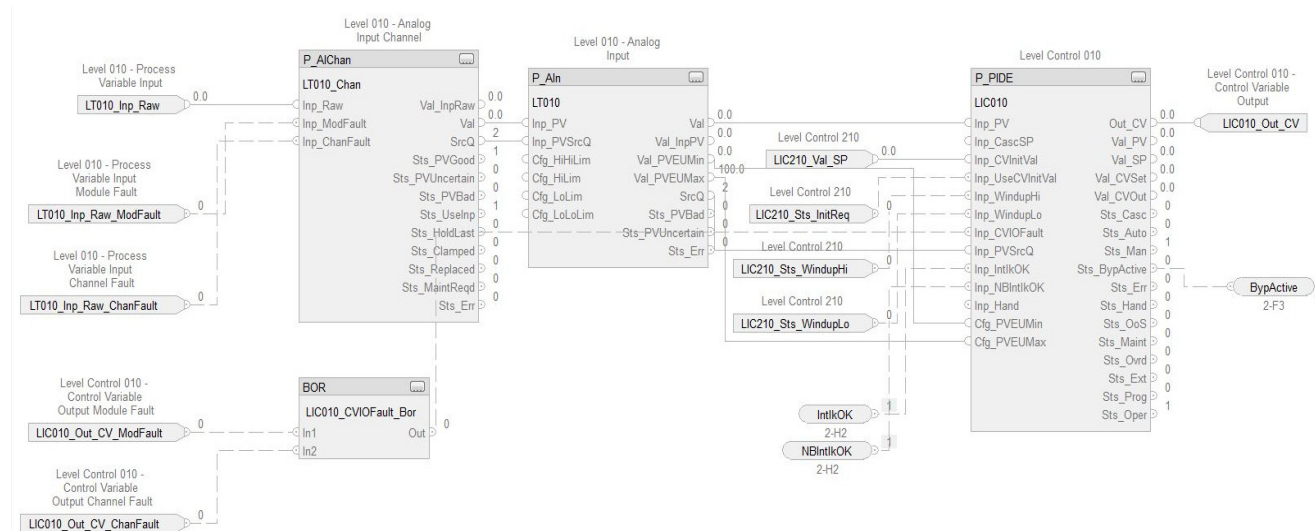 Level 010 - Analog
Input Channel
Level 010 - Process
Variable Input
LT010_Inp_Raw
0.0
Level 010 - Process
Variable Input
Module Fault
LT010_Inp_Raw_ModFault
0
Level 010 - Process
Variable Input
Channel Fault
LT010_Inp_Raw_ChanFault
0
P_AIChan
...
LT010_Chan
Inp_Raw
Inp_ModFault
Inp_ChanFault
Val_InpRaw 0.0
Val 0.0
SrcQ 2
Sts_PVGood 1
Sts_PVUncertain 0
Sts_PVBad 0
Sts_UseInp 1
Sts_HoldLast 0
Sts_Clamped 0
Sts_Replaced 0
Sts_MaintReqd 0
Sts_Err 0
Level Control 010 -
Control Variable
Output Module Fault
LIC010_Out_CV_ModFault
0
Level Control 010 -
Control Variable
Output Channel Fault
LIC010_Out_CV_ChanFault
0
BOR
...
LIC010_CVIOFault_Bor
In1
In2
Out
0
Level 010 - Analog
Input
P_AIn
...
LT010
Inp_PV
Inp_PVSrcQ
Cfg_HiHiLim
Cfg_HiLim
Cfg_LoLim
Cfg_LoLoLim
Val 0.0
Val_InpPV 0.0
Val_PVEUMin 0.0
Val_PVEUMax 100.0
SrcQ 2
Sts_PVBad 0
Sts_PVUncertain 0
Sts_Err 0
Level Control 210
LIC210_Val_SP
0.0
Level Control 210
LIC210_Sts_InitReq
0
Level Control 210
LIC210_Sts_WindupHi
0
Level Control 210
LIC210_Sts_WindupLo
0
IntlkOK
1
2-H2
NBIntlkOK
1
2-H2
Level Control 010
P_PIDE
...
LIC010
Inp_PV
Inp_CascSP
Inp_CVInitVal
Inp_UseCVInitVal
Inp_WindupHi
Inp_WindupLo
Inp_CVIOFault
Inp_PVSrcQ
Inp_IntlkOK
Inp_NBIntlkOK
Inp_Hand
Cfg_PVEUMin
Cfg_PVEUMax
Out_CV 0.0
Val_PV 0.0
Val_SP 0.0
Val_CVSet 0.0
Val_CVOut 0.0
Sts_Casc 0
Sts_Auto 0
Sts_Man 1
Sts_BypActive 0
Sts_Err 0
Sts_Hand 0
Sts_OoS 0
Sts_Maint 0
Sts_Ovrd 0
Sts_Ext 0
Sts_Prog 0
Sts_Oper 1
Level Control 010 -
Control Variable
Output
LIC010_Out_CV
BypActive
2-F3